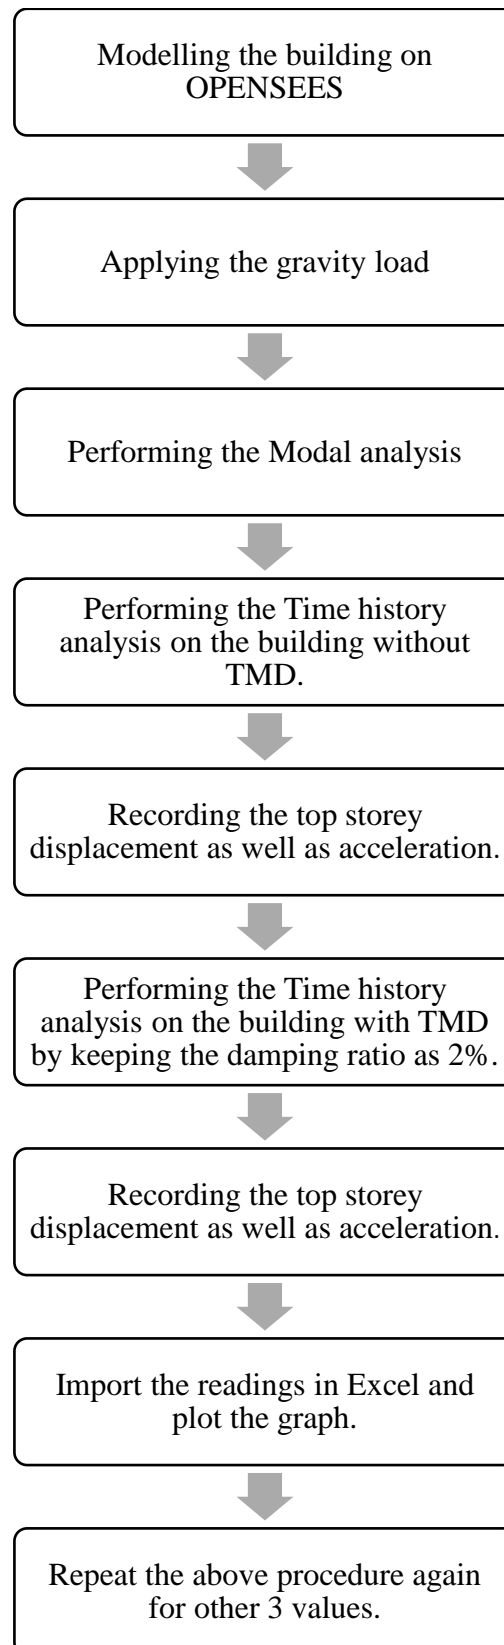 Modelling the building on
OPENSEES
Applying the gravity load
Performing the Modal analysis
Performing the Time history
analysis on the building without
TMD.
Recording the top storey
displacement as well as acceleration.
Performing the Time history
analysis on the building with TMD
by keeping the damping ratio as 2%.
Recording the top storey
displacement as well as acceleration.
Import the readings in Excel and
plot the graph.
Repeat the above procedure again
for other 3 values.